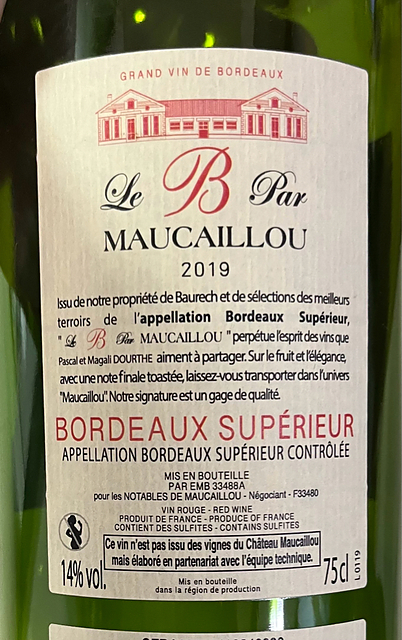 GRAND VIN DE BORDEAUX
Le B Par
MAUCAILLOU
2019
Issu de notre propriété de Baurech et de sélections des meilleurs
terroirs de l'appellation Bordeaux Supérieur,
" Le B Par MAUCAILLOU " perpétue l'esprit des vins que
Pascal et Magali DOURTHE aiment à partager. Sur le fruit et l'élégance,
avec une note finale toastée, laissez-vous transporter dans l'univers
"Maucaillou". Notre signature est un gage de qualité.
BORDEAUX SUPÉRIEUR
APPELLATION BORDEAUX SUPÉRIEUR CONTRÔLÉE
MIS EN BOUTEILLE
PAR EMB 33488A
pour les NOTABLES DE MAUCAILLOU - Négociant - F33480
VIN ROUGE - RED WINE
PRODUIT DE FRANCE - PRODUCE OF FRANCE
CONTIENT DES SULFITES - CONTAINS SULFITES
Ce vin n'est pas issu des vignes du Château Maucaillou
mais élaboré en partenariat avec l'équipe technique.
14% vol.
Mis en bouteille
dans la région de production
75cl
L0119